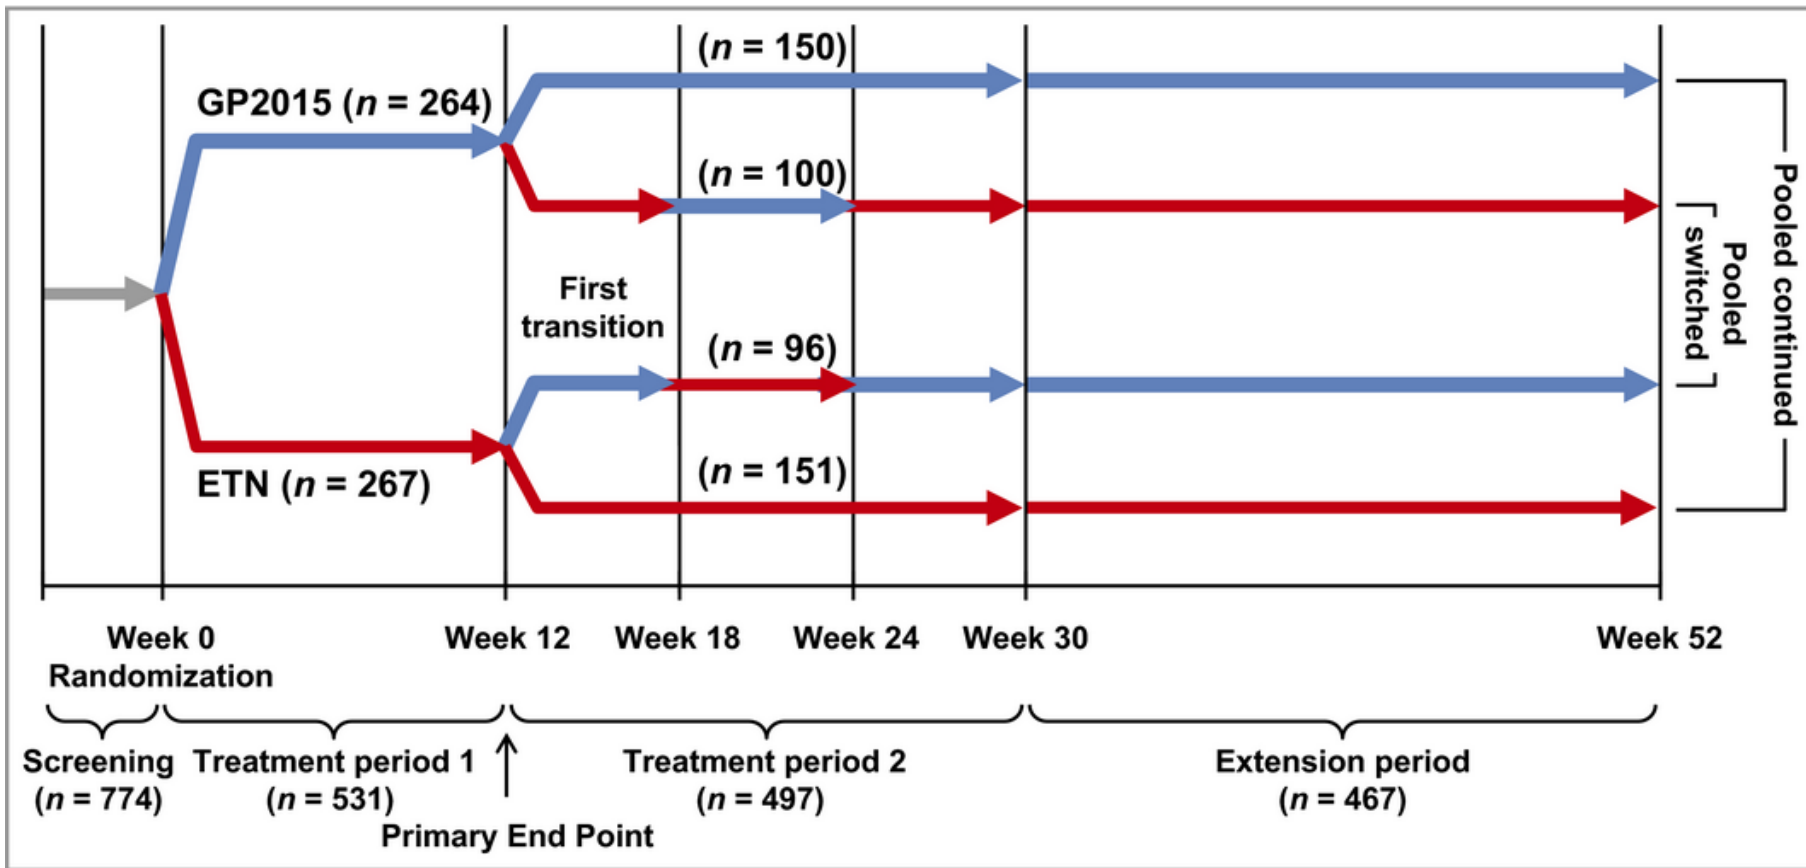 (n = 150)
GP2015 (n = 264)
(n = 100)
First
transition
(n = 96)
ETN (n = 267)
(n = 151)
Pooled
switched
Pooled continued
Week 0
Randomization
Week 12
Week 18
Week 24
Week 30
Week 52
Screening
(n = 774)
Treatment period 1
(n = 531)
Primary End Point
Treatment period 2
(n = 497)
Extension period
(n = 467)